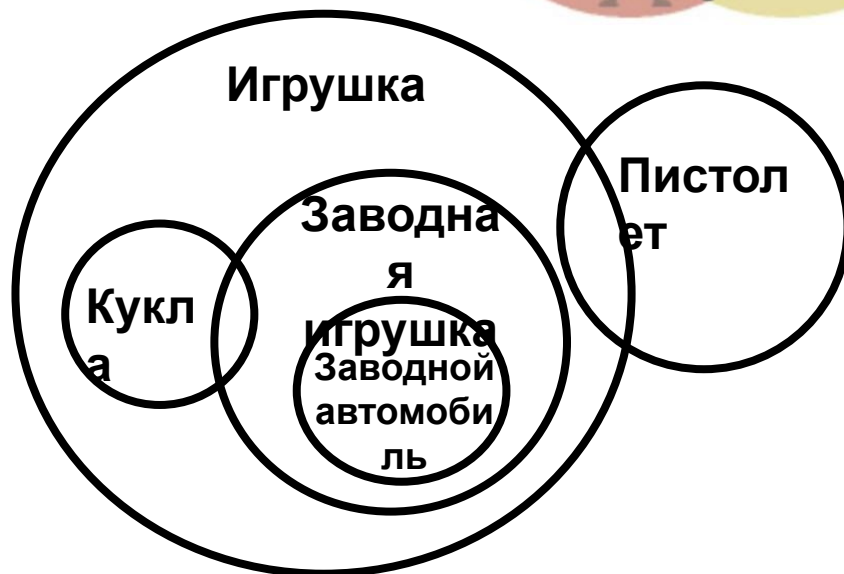 Игрушка
Пистол
ет
Заводна
я
игрушка
Кукл
а
Заводной
автомоби
ль